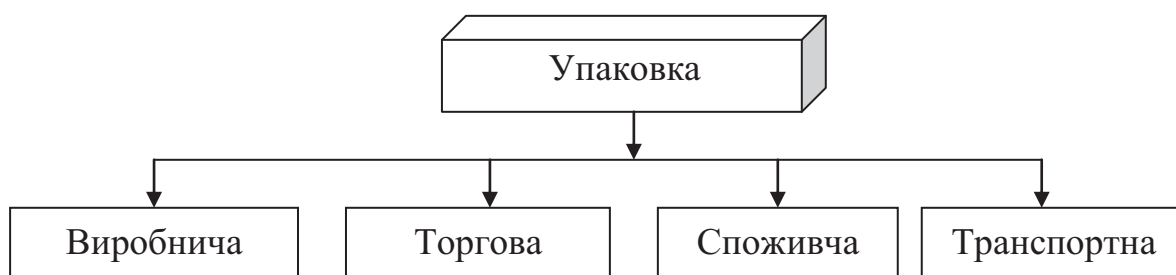 Упаковка
Виробнича
Торгова
Споживча
Транспортна